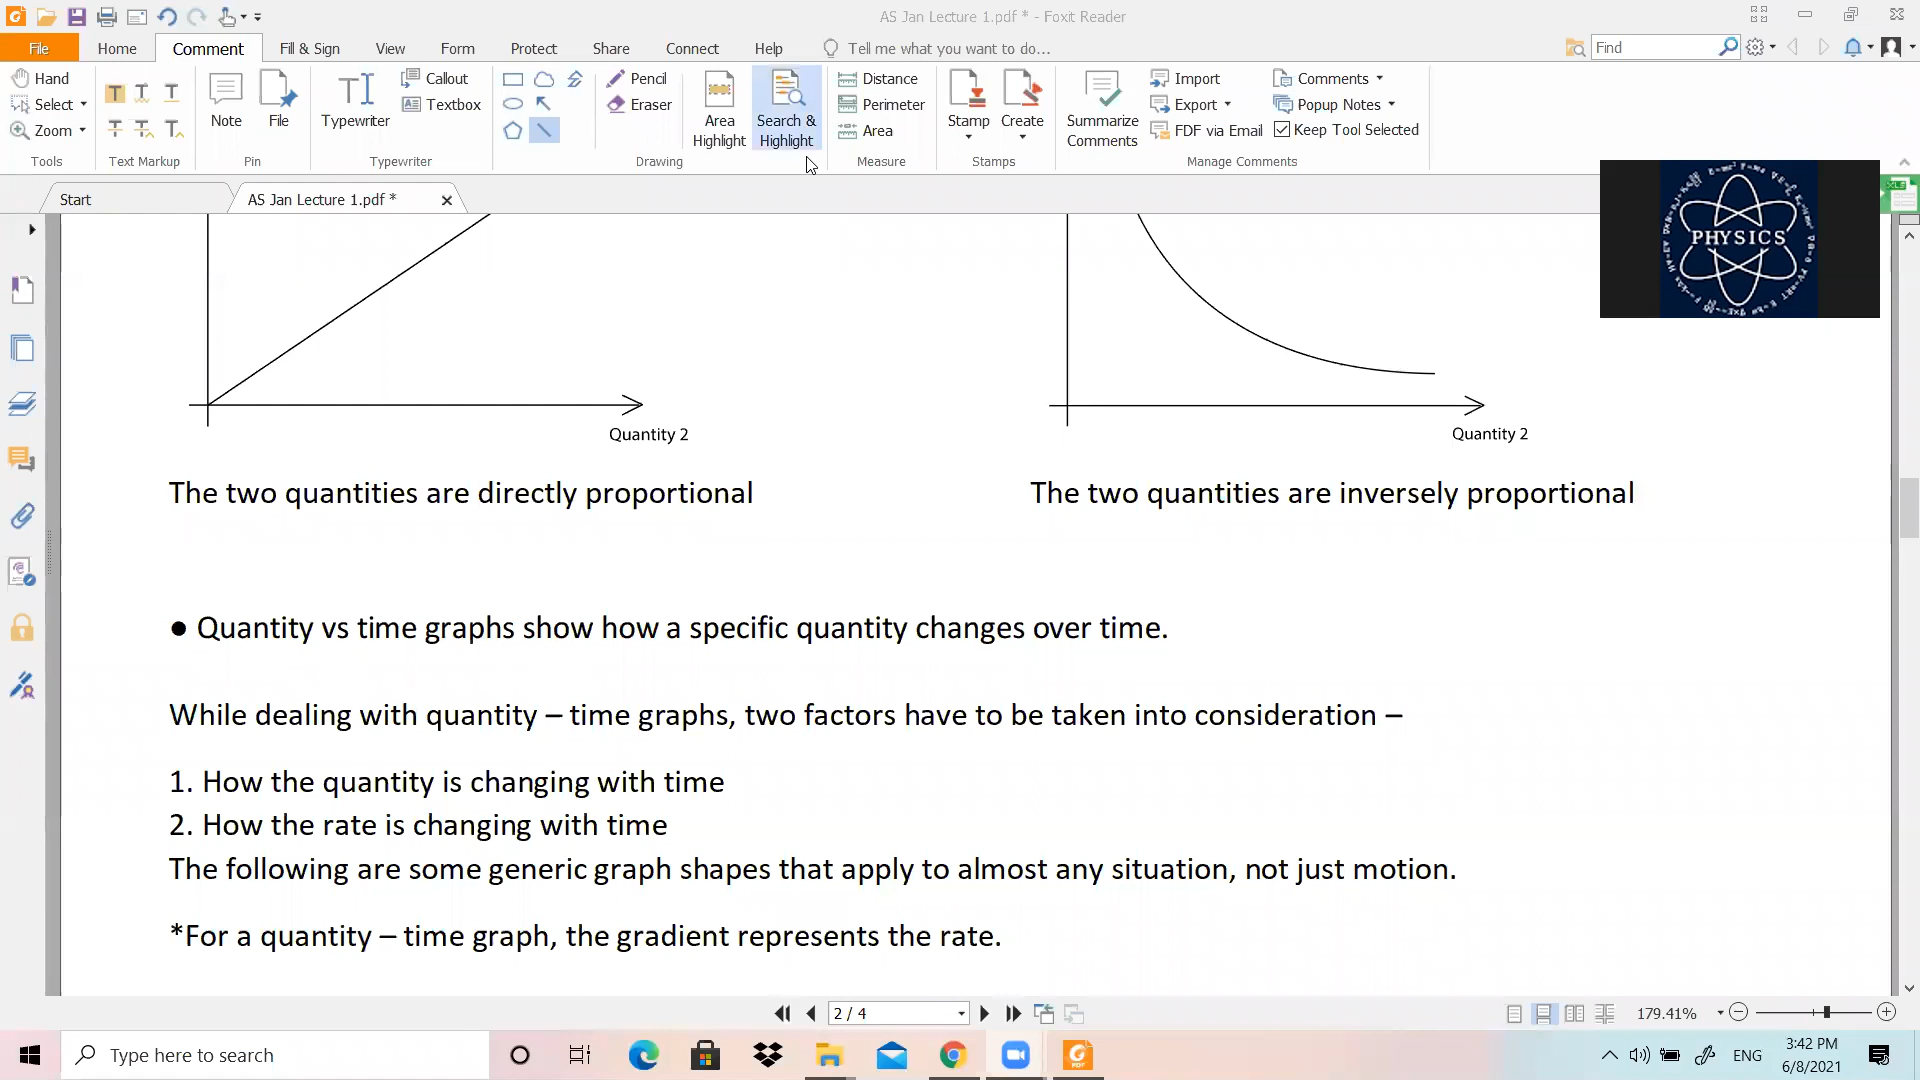 AS Jan Lecture 1.pdf * - Foxit Reader
File Home Comment Fill & Sign View Form Protect Share Connect Help Tell me what you want to do... Find
Hand
Select
Zoom
Tools
Text Markup
Note
File
Pin
Typewriter
Callout
Textbox
Typewriter
Pencil
Eraser
Area
Highlight
Search &
Highlight
Drawing
Distance
Perimeter
Area
Measure
Stamp
Create
Stamps
Summarize
Comments
Import
Export
FDF via Email
Comments
Popup Notes
Keep Tool Selected
Manage Comments
Start
AS Jan Lecture 1.pdf *
PHYSICS
Quantity 2
Quantity 2
The two quantities are directly proportional
The two quantities are inversely proportional
● Quantity vs time graphs show how a specific quantity changes over time.
While dealing with quantity – time graphs, two factors have to be taken into consideration –
1. How the quantity is changing with time
2. How the rate is changing with time
The following are some generic graph shapes that apply to almost any situation, not just motion.
*For a quantity – time graph, the gradient represents the rate.
2 / 4
179.41%
Type here to search
ENG
3:42 PM
6/8/2021